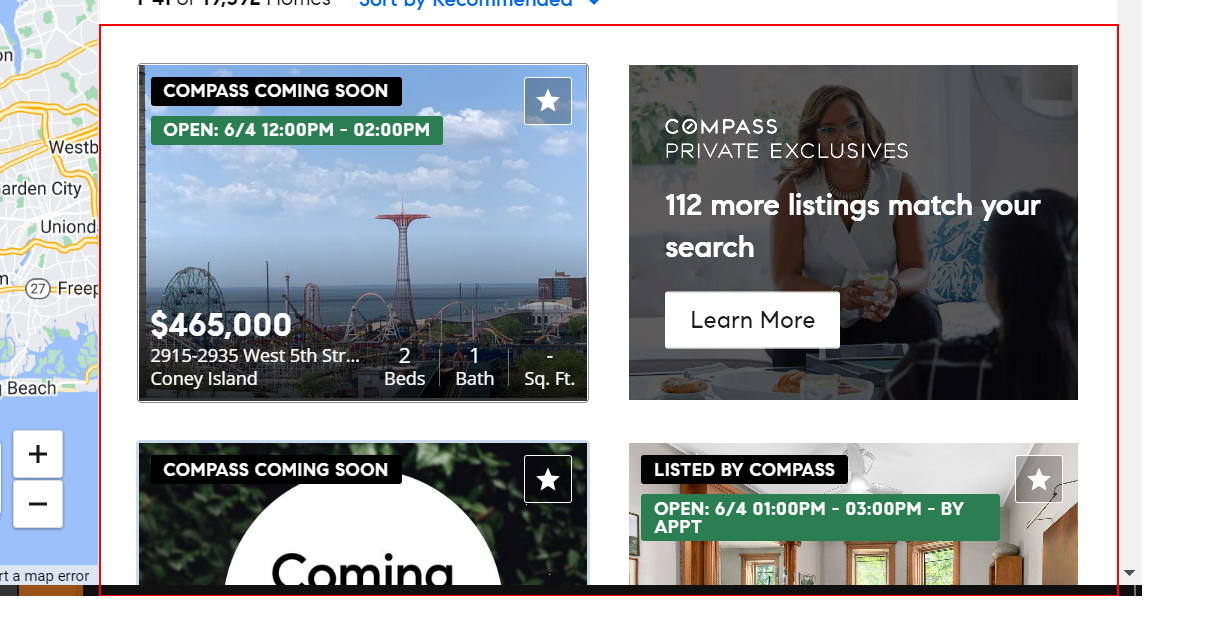 of 19,592 Homes
Sort by Recommended
on
Westb
arden City
Uniond
m
27
Freep
g Beach
+
−
rt a map error
COMPASS COMING SOON
OPEN: 6/4 12:00PM - 02:00PM
$465,000
2915-2935 West 5th Str...
Coney Island
2
Beds
1
Bath
-
Sq. Ft.
COMPASS
PRIVATE EXCLUSIVES
112 more listings match your
search
Learn More
COMPASS COMING SOON
Coming
LISTED BY COMPASS
OPEN: 6/4 01:00PM - 03:00PM - BY
APPT